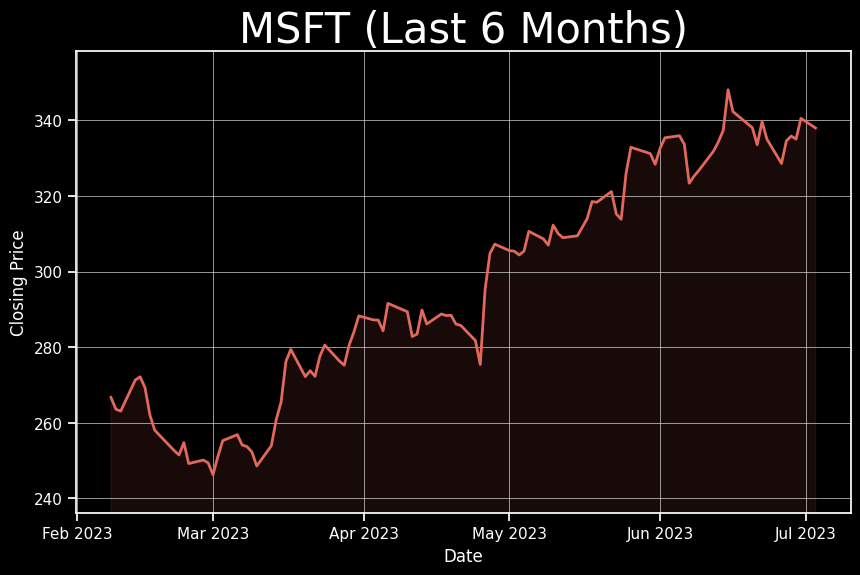 MSFT (Last 6 Months)
Closing Price
340
320
300
280
260
240
Feb 2023 Mar 2023 Apr 2023 May 2023 Jun 2023 Jul 2023
Date